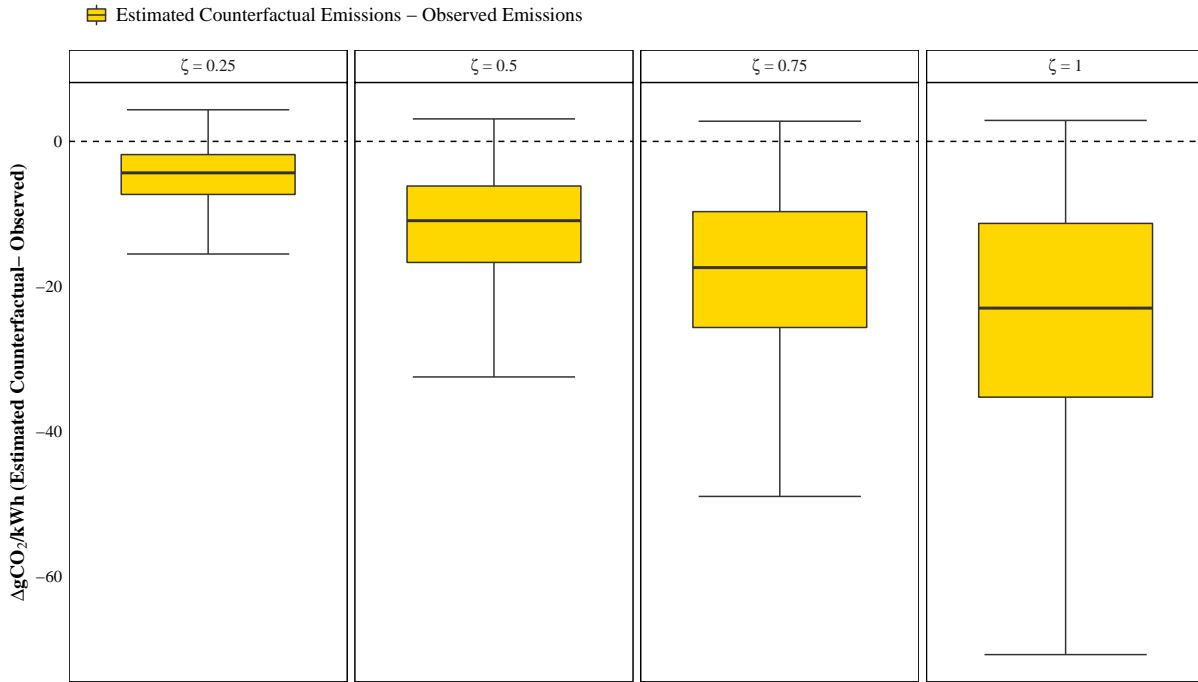 Estimated Counterfactual Emissions − Observed Emissions
ζ = 0.25
ζ = 0.5
ζ = 0.75
ζ = 1
ΔgCO₂/kWh (Estimated Counterfactual− Observed)
0
−20
−40
−60